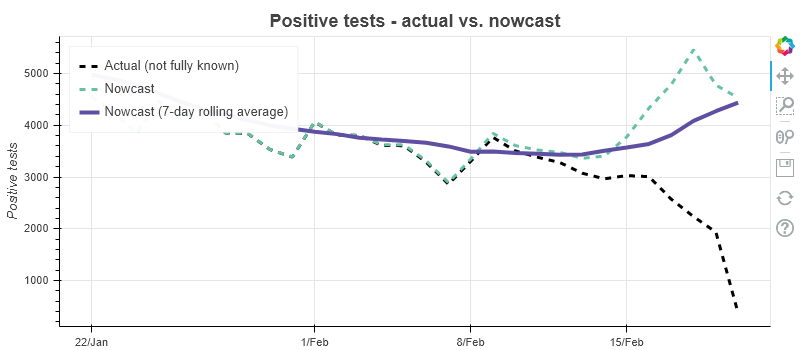 Positive tests - actual vs. nowcast
Actual (not fully known)
Nowcast
Nowcast (7-day rolling average)
Positive tests
5000
4000
3000
2000
1000
22/Jan
1/Feb
8/Feb
15/Feb